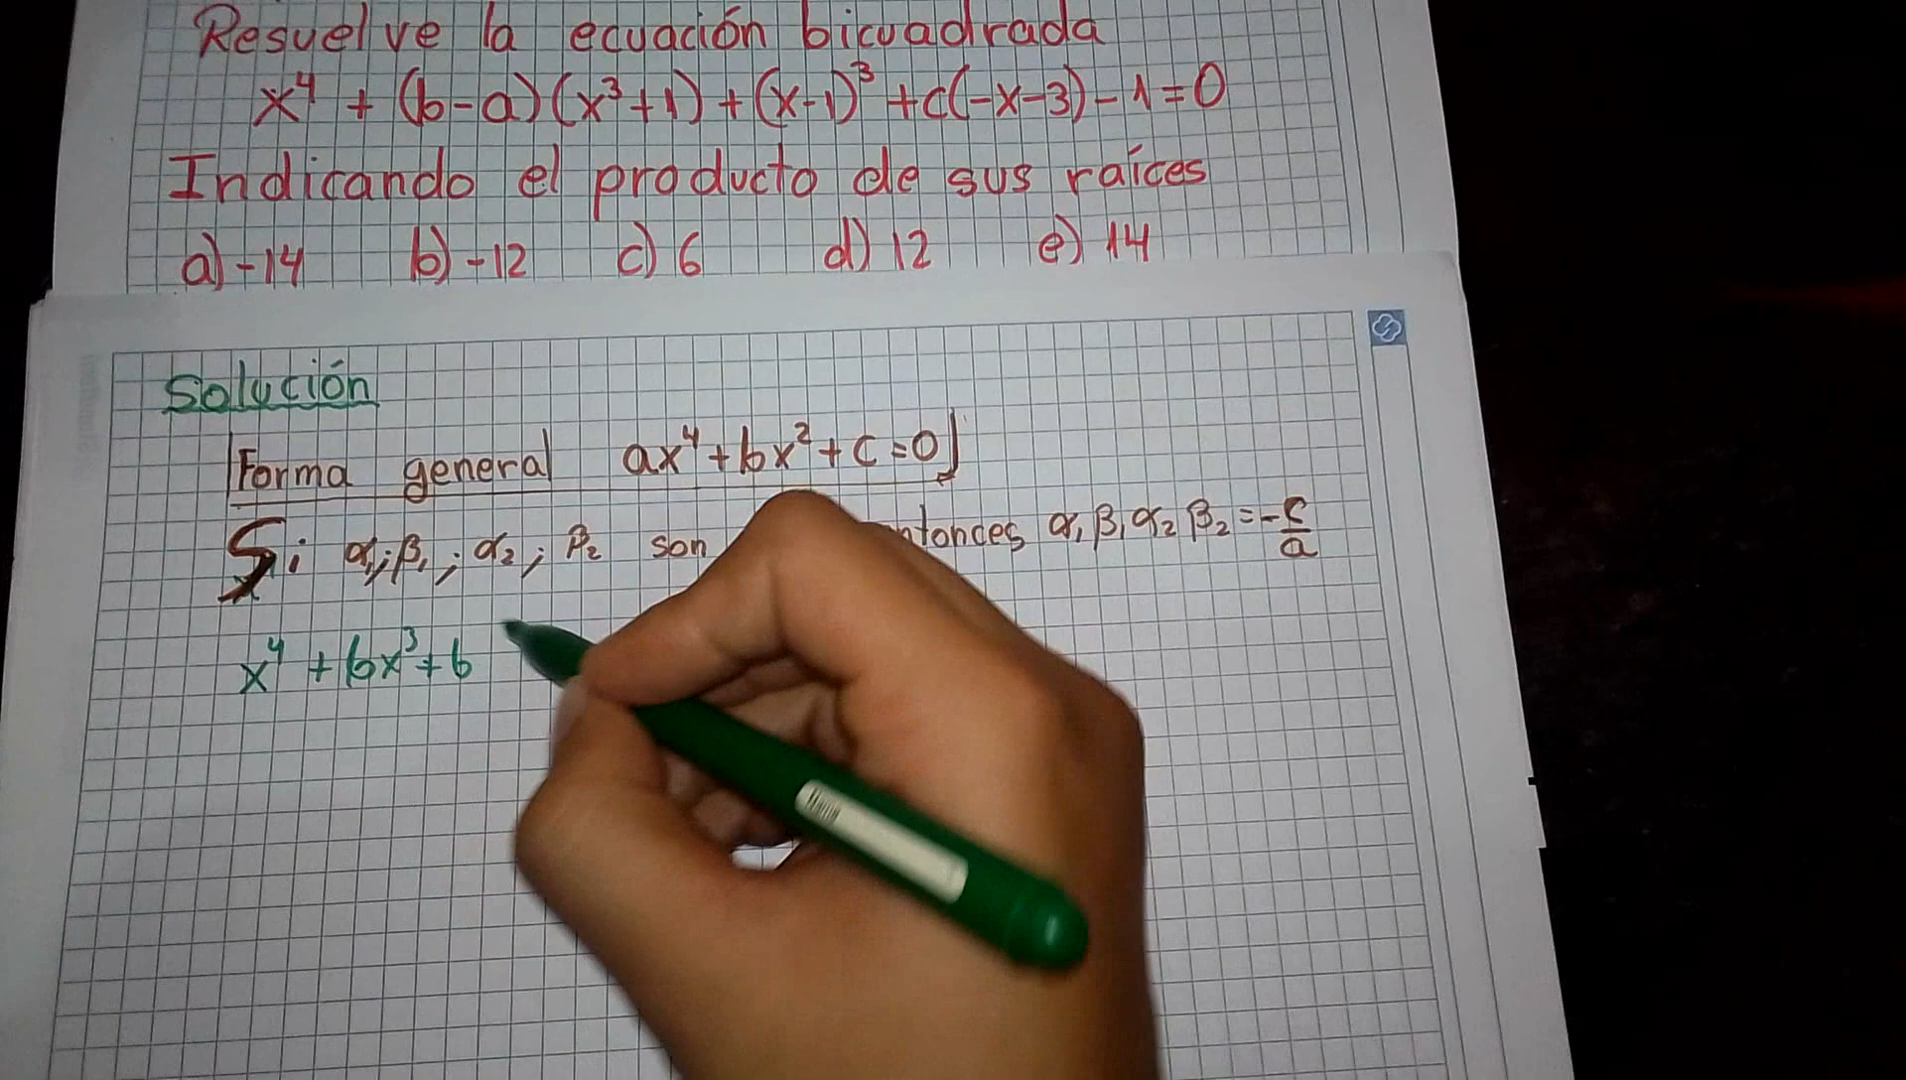 Resuelve la ecuación bicuadrada
x⁴ + (b-a)(x³+1)+(x-1)³+c(-x-3)-1=0
Indicando el producto de sus raíces
a) -14 b) -12 c) 6 d) 12 e) 14
Solución
Forma general ax⁴+bx²+c=0
Si α₁;β₁;α₂;β₂ son ntonces α₁β₁α₂β₂=-c/a
x⁴+bx³+b